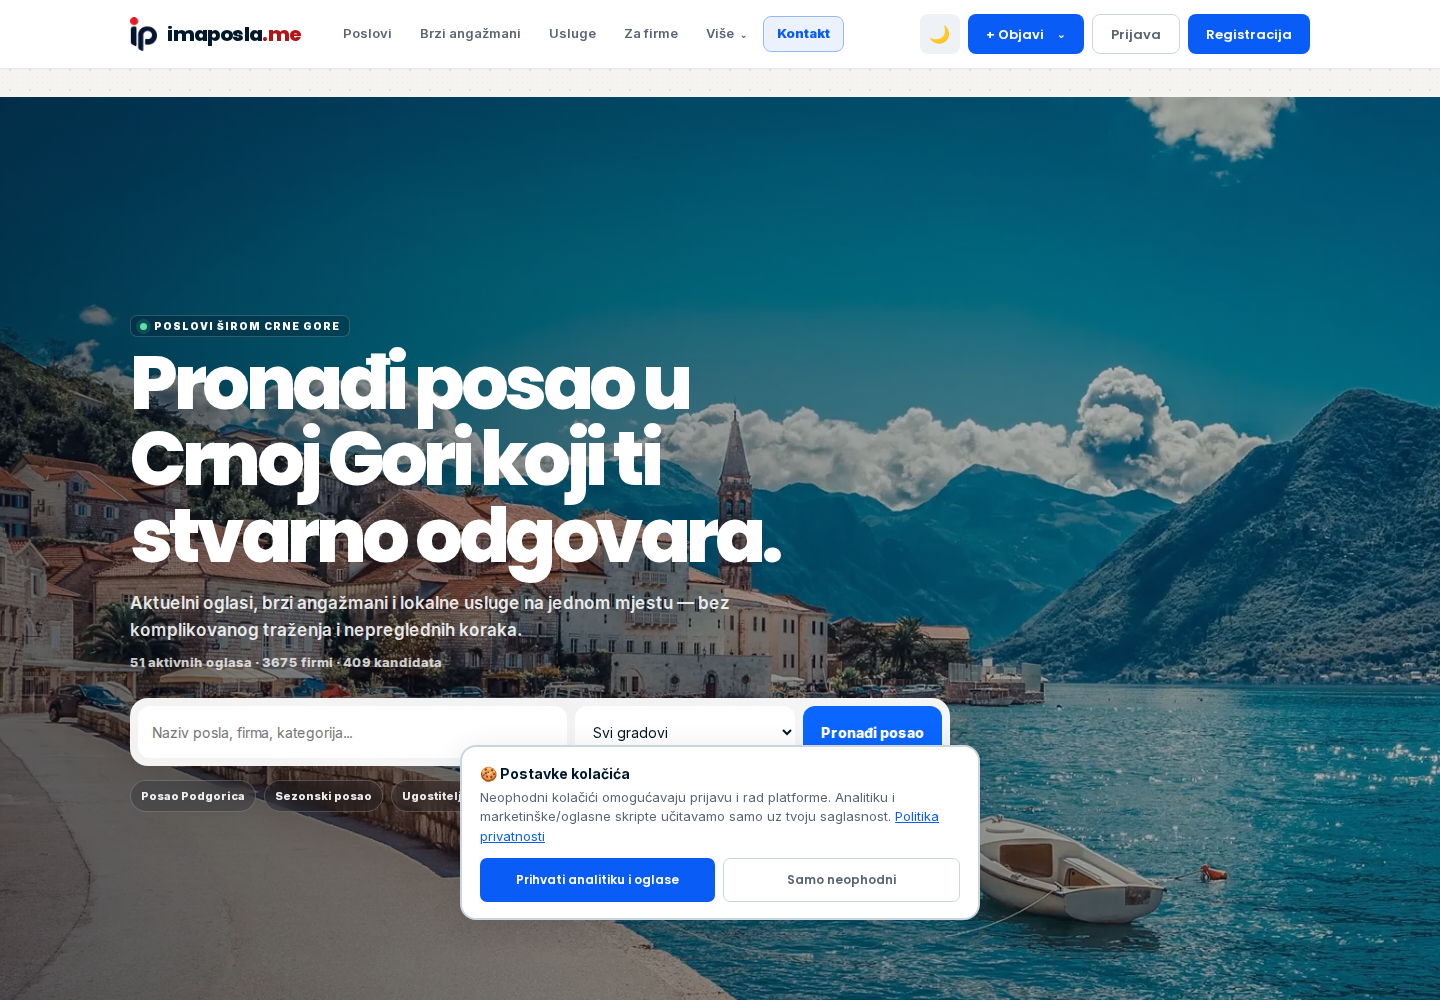 imaposla.me
Poslovi
Brzi angažmani
Usluge
Za firme
Više
Kontakt
+ Objavi
Prijava
Registracija
POSLOVI ŠIROM CRNE GORE
Pronađi posao u
Crnoj Gori koji ti
stvarno odgovara.
Aktuelni oglasi, brzi angažmani i lokalne usluge na jednom mjestu — bez
komplikovanog traženja i nepreglednih koraka.
51 aktivnih oglasa · 3675 firmi · 409 kandidata
Naziv posla, firma, kategorija...
Svi gradovi
Pronađi posao
Posao Podgorica
Sezonski posao
🍪 Postavke kolačića
Neophodni kolačići omogućavaju prijavu i rad platforme. Analitiku i
marketinške/oglasne skripte učitavamo samo uz tvoju saglasnost. Politika
privatnosti
Prihvati analitiku i oglase
Samo neophodni